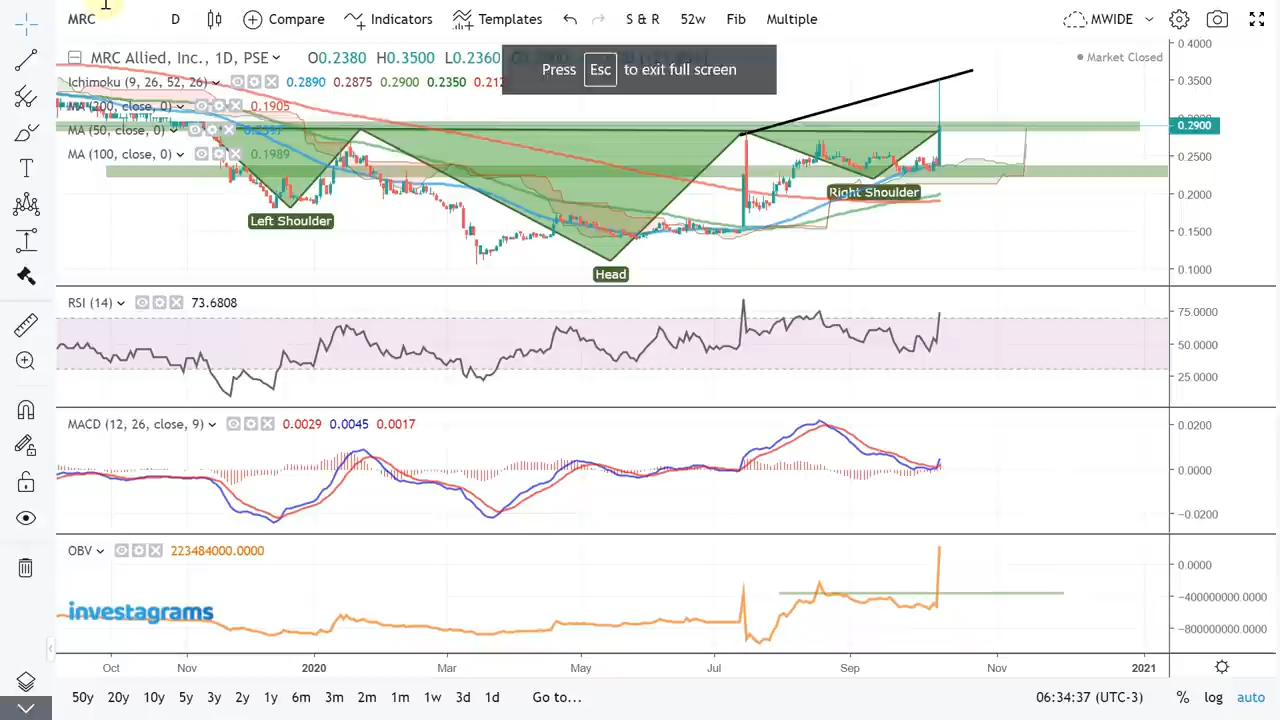 MRC D Compare Indicators Templates S & R 52w Fib Multiple MWIDE
MRC Allied, Inc., 1D, PSE O0.2380 H0.3500 L0.2360
Press Esc to exit full screen
Market Closed
Ichimoku (9, 26, 52, 26) 0.2890 0.2875 0.2900 0.2350
MA (200, close, 0) 0.1905
MA (50, close, 0)
MA (100, close, 0) 0.1989
0.4000
0.3500
0.2900
0.2500
0.2000
0.1500
0.1000
Left Shoulder
Head
Right Shoulder
RSI (14) 73.6808
75.0000
50.0000
25.0000
MACD (12, 26, close, 9) 0.0029 0.0045 0.0017
0.0200
0.0000
−0.0200
OBV 223484000.0000
0.0000
−400000000.0000
−800000000.0000
investagrams
Oct Nov 2020 Mar May Jul Sep Nov 2021
50y 20y 10y 5y 3y 2y 1y 6m 3m 2m 1m 1w 3d 1d Go to... 06:34:37 (UTC-3) % log auto